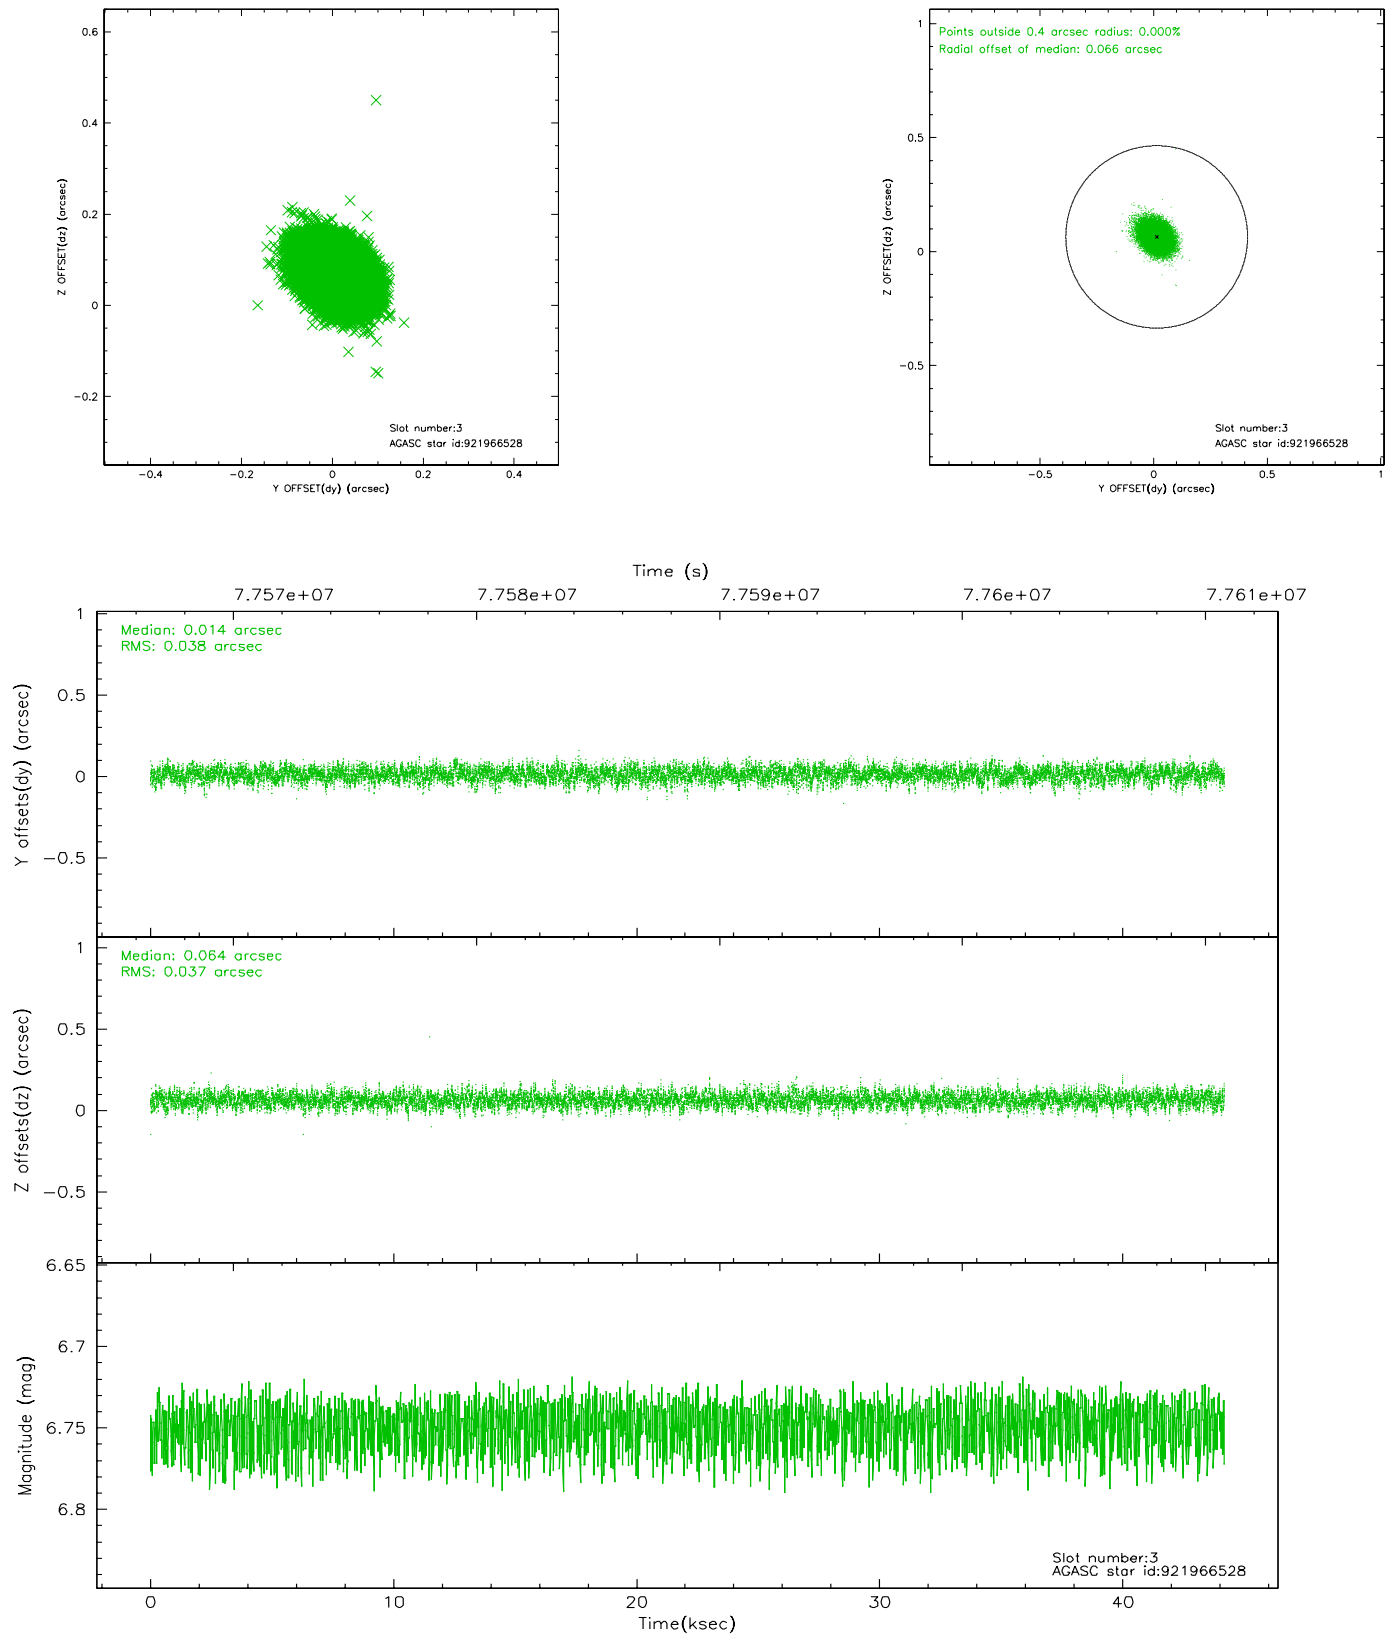 0.6
0.4
0.2
0
−0.2
Z OFFSET(dz) (arcsec)
Slot number:3
AGASC star id:921966528
−0.4 −0.2 0 0.2 0.4
Y OFFSET(dy) (arcsec)
Points outside 0.4 arcsec radius: 0.000%
Radial offset of median: 0.066 arcsec
1
0.5
0
−0.5
Z OFFSET(dz) (arcsec)
Slot number:3
AGASC star id:921966528
−0.5 0 0.5 1
Y OFFSET(dy) (arcsec)
Time (s)
7.757e+07 7.758e+07 7.759e+07 7.76e+07 7.761e+07
Median: 0.014 arcsec
RMS: 0.038 arcsec
1
0.5
0
−0.5
Y offsets(dy) (arcsec)
Median: 0.064 arcsec
RMS: 0.037 arcsec
1
0.5
0
−0.5
Z offsets(dz) (arcsec)
6.65
6.7
6.75
6.8
Magnitude (mag)
Slot number:3
AGASC star id:921966528
0 10 20 30 40
Time(ksec)